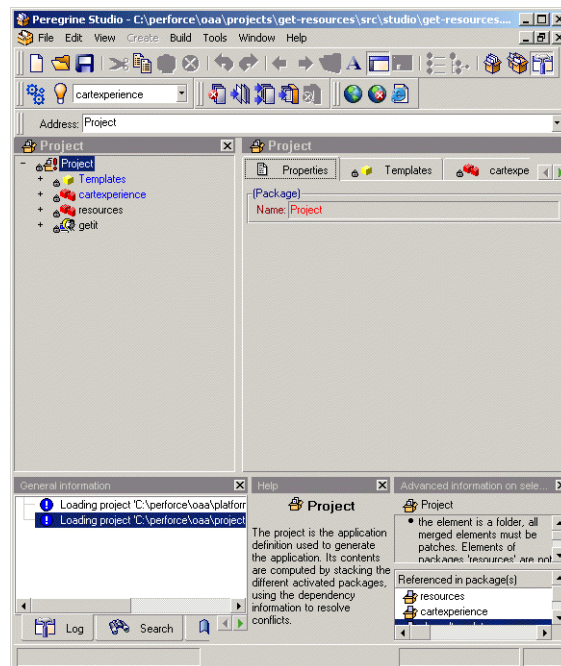 Peregrine Studio - C:\perforce\oaa\projects\get-resources\src\studio\get-resources....
File Edit View Create Build Tools Window Help
cartexperience
Address: Project
Project
Project
Templates
cartexperience
resources
getit
Project
Properties
Templates
cartexpe
(Package)
Name: Project
General information
Loading project 'C:\perforce\oaa\platforr
Loading project 'C:\perforce\oaa\project
Log
Search
Help
Project
The project is the application
definition used to generate
the application. Its contents
are computed by stacking the
different activated packages,
using the dependency
information to resolve
conflicts.
Advanced information on sele...
Project
• the element is a folder, all
merged elements must be
patches. Elements of
packages 'resources' are not
Referenced in package(s)
resources
cartexperience